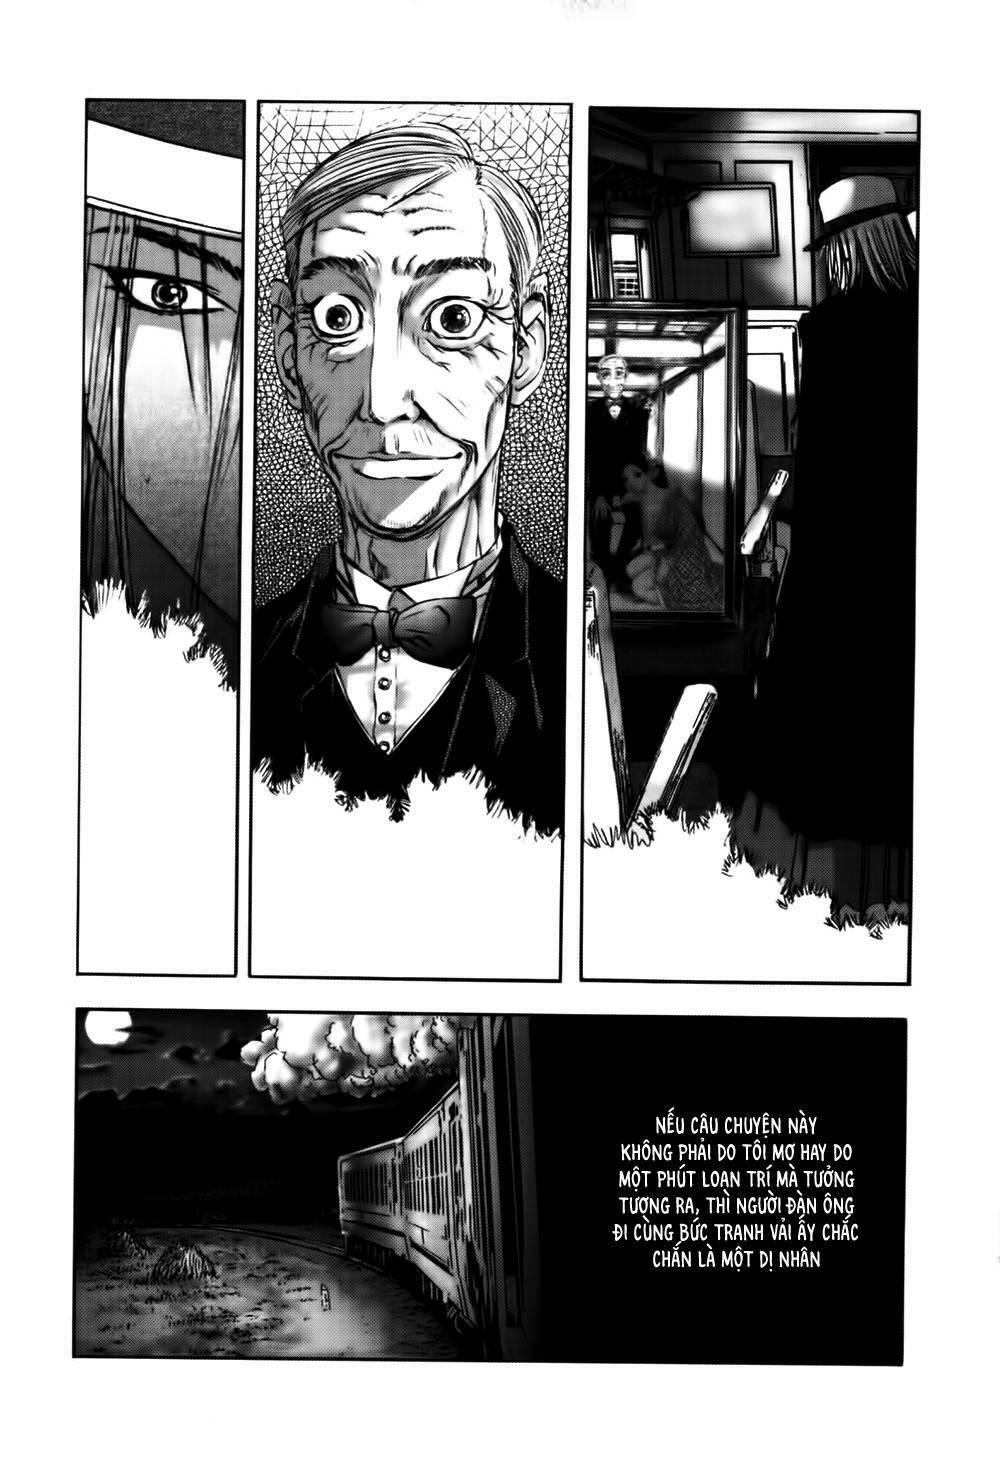 NẾU CÂU CHUYỆN NÀY
KHÔNG PHẢI DO TÔI MƠ HAY DO
MỘT PHÚT LOẠN TRÍ MÀ TƯỞNG
TƯỢNG RA, THÌ NGƯỜI ĐÀN ÔNG
ĐI CÙNG BỨC TRANH VẢI ẤY CHẮC
CHẮN LÀ MỘT DỊ NHÂN